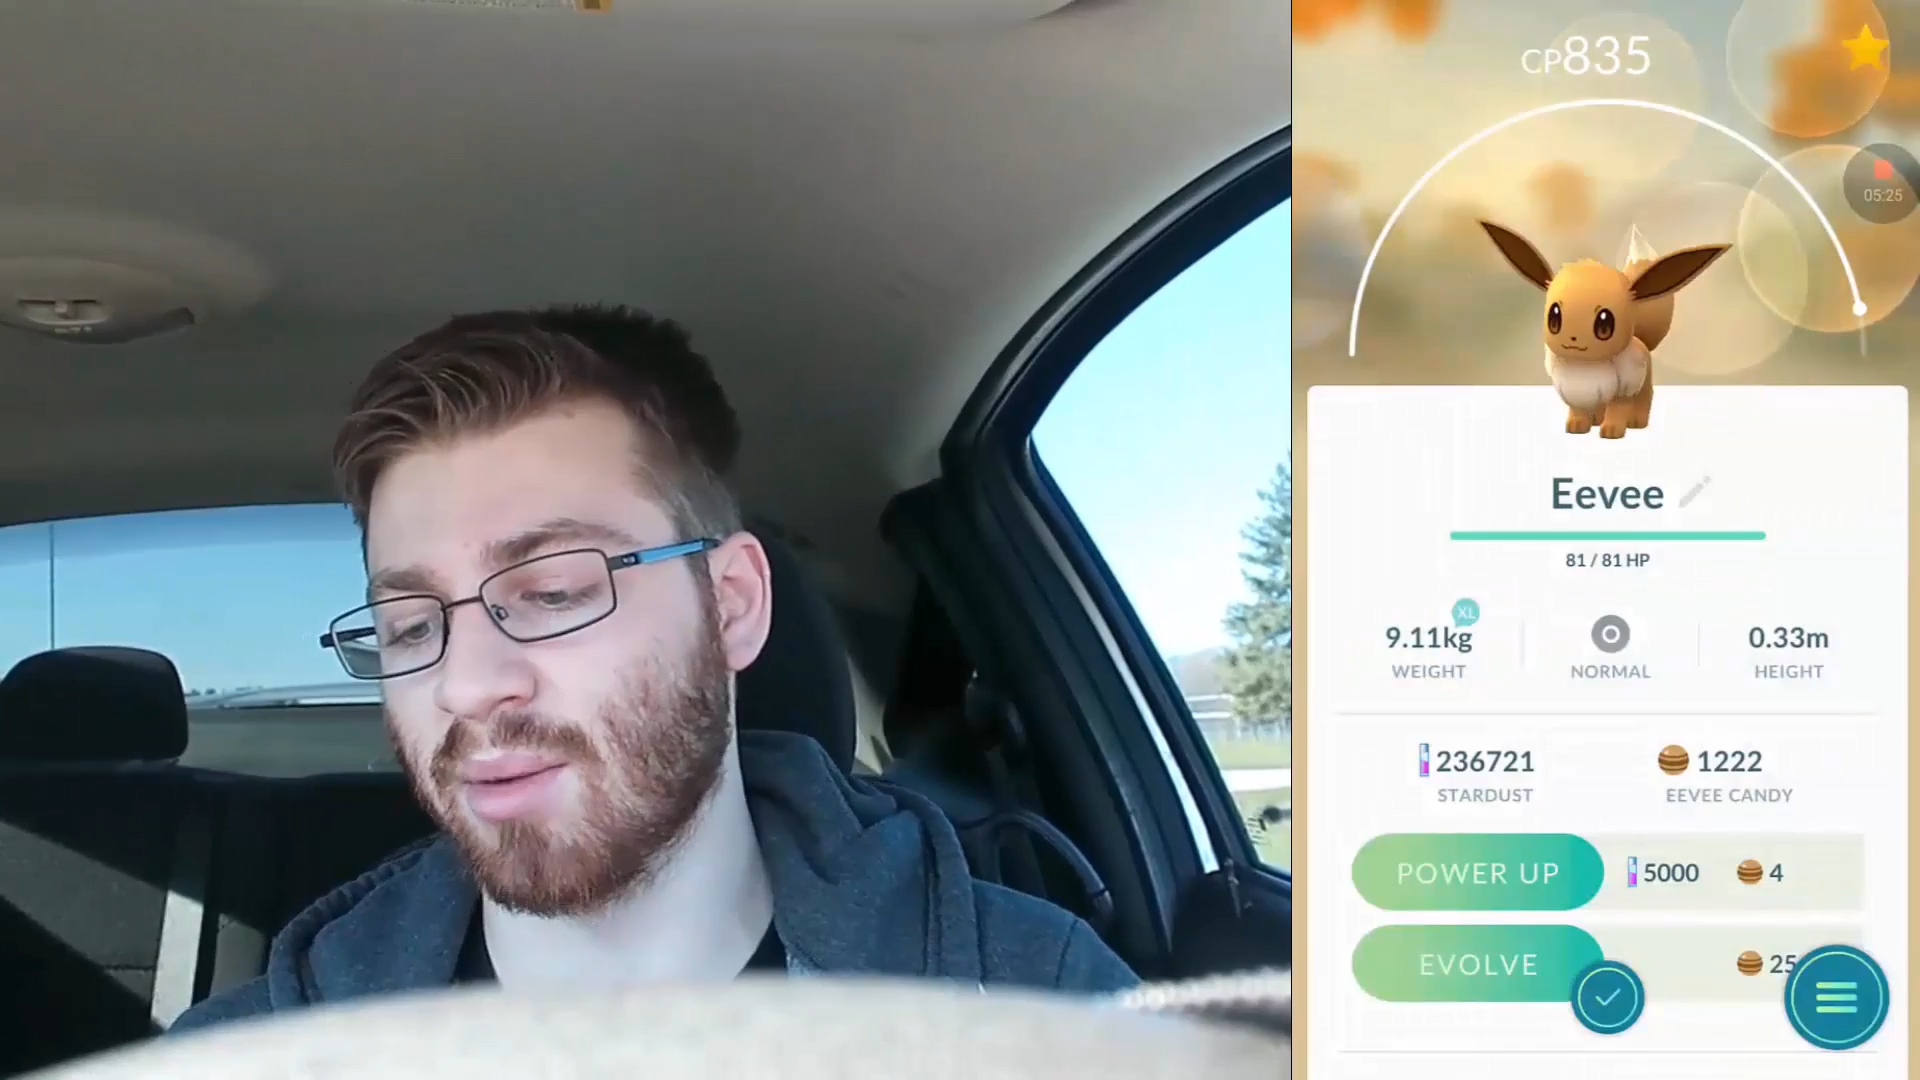 CP835
05:25
Eevee
81 / 81 HP
XL
9.11kg
WEIGHT
NORMAL
0.33m
HEIGHT
236721
STARDUST
1222
EEVEE CANDY
POWER UP
5000
4
EVOLVE
25